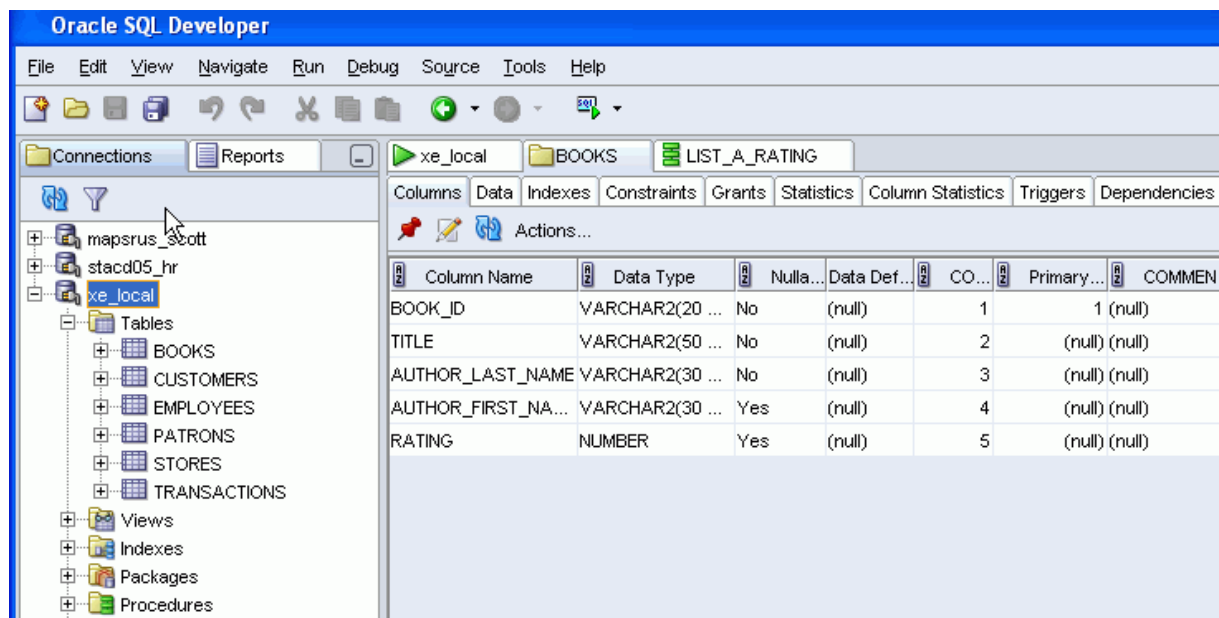 Oracle SQL Developer
File Edit View Navigate Run Debug Source Tools Help
Connections Reports
xe_local BOOKS LIST_A_RATING
Columns Data Indexes Constraints Grants Statistics Column Statistics Triggers Dependencies
Actions...
mapsrus_scott
stacd05_hr
xe_local
Tables
BOOKS
CUSTOMERS
EMPLOYEES
PATRONS
STORES
TRANSACTIONS
Views
Indexes
Packages
Procedures
Column Name Data Type Nulla... Data Def... CO... Primary... COMMEN
BOOK_ID VARCHAR2(20 ... No (null) 1 1 (null)
TITLE VARCHAR2(50 ... No (null) 2 (null) (null)
AUTHOR_LAST_NAME VARCHAR2(30 ... No (null) 3 (null) (null)
AUTHOR_FIRST_NA... VARCHAR2(30 ... Yes (null) 4 (null) (null)
RATING NUMBER Yes (null) 5 (null) (null)